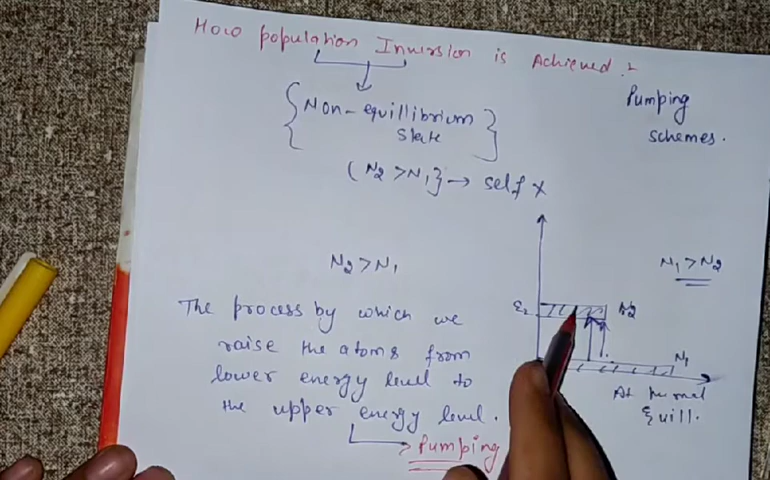 How population Inversion is Achieved ?
Pumping
schemes.
{ Non-equillibrium
State }
(N₂ > N₁} → self x
N₂ > N₁
N₁ > N₂
The process by which we
raise the atoms from
lower energy level to
the upper energy level.
→ Pumping
E₂
N₂
N₁
At thermal
Equill.